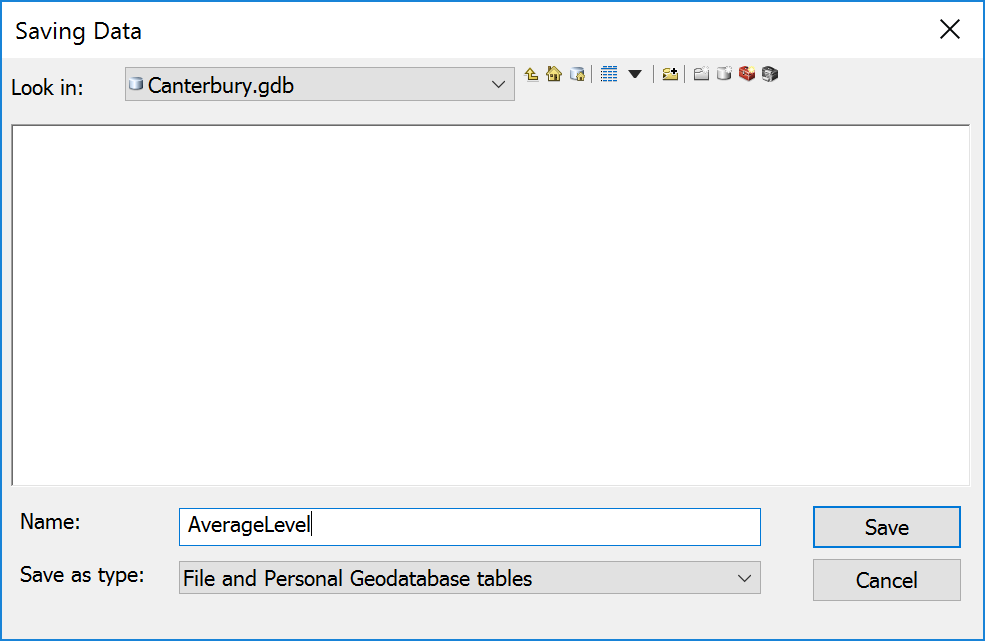 Saving Data
Look in:
Canterbury.gdb
Name:
AverageLevel
Save
Save as type:
File and Personal Geodatabase tables
Cancel